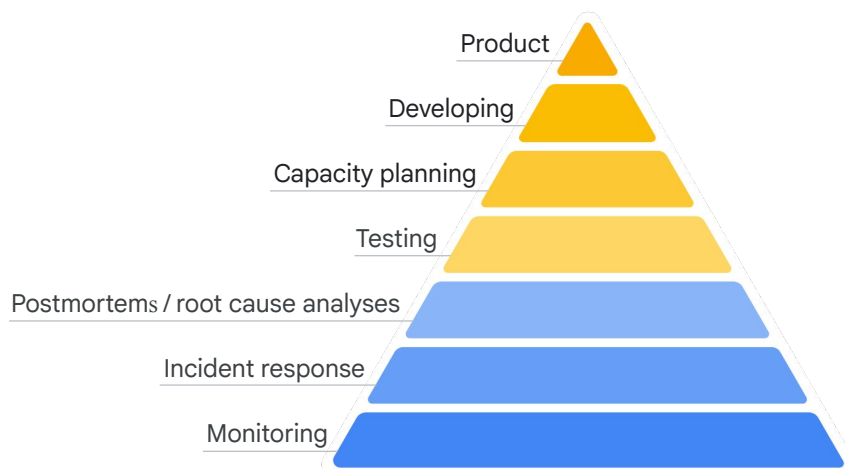 Product
Developing
Capacity planning
Testing
Postmortems / root cause analyses
Incident response
Monitoring